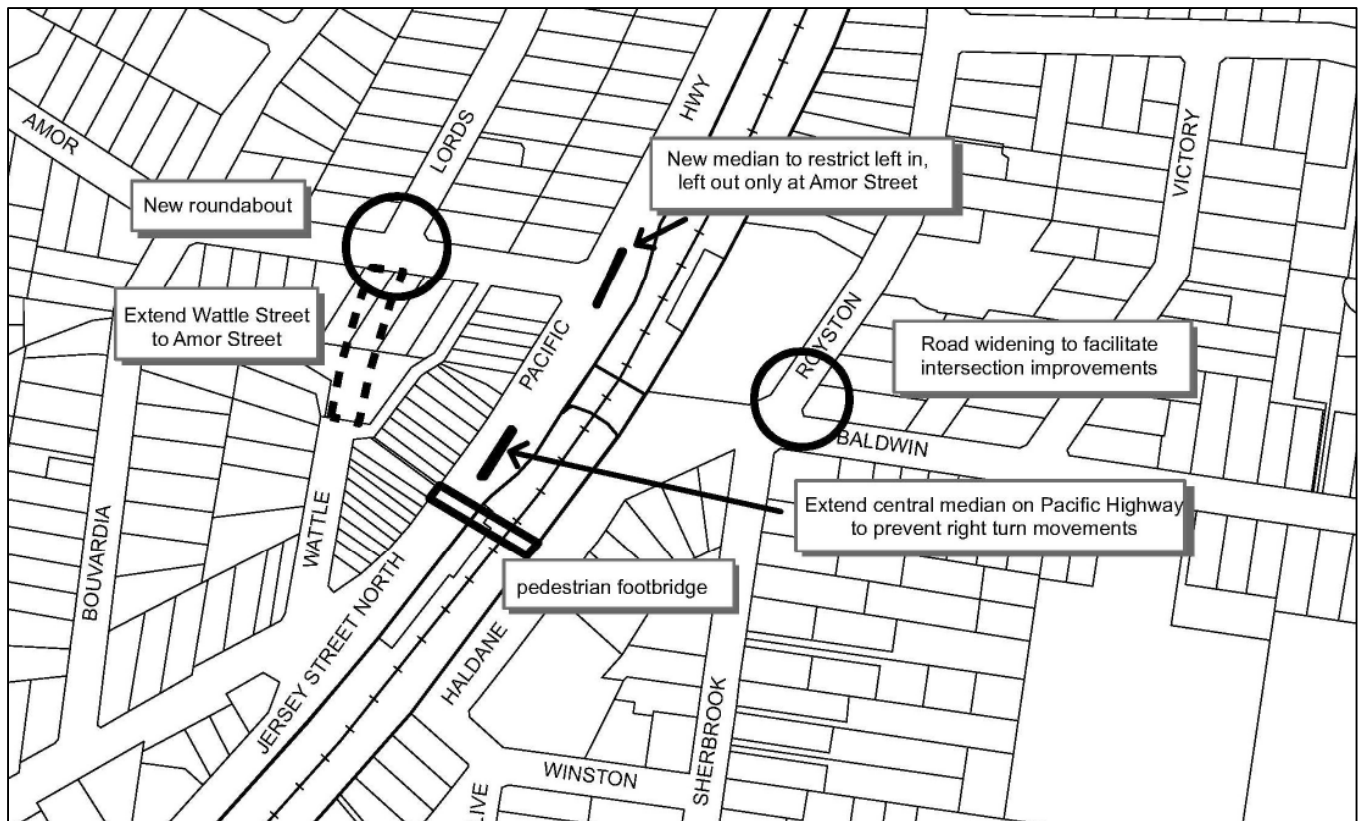 AMOR
LORDS
HWY
New median to restrict left in,
left out only at Amor Street
VICTORY
New roundabout
Extend Wattle Street
to Amor Street
PACIFIC
ROYSTON
Road widening to facilitate
intersection improvements
BALDWIN
Extend central median on Pacific Highway
to prevent right turn movements
WATTLE
BOUVARDIA
pedestrian footbridge
JERSEY STREET NORTH
HALDANE
SHERBROOK
WINSTON
LIVE